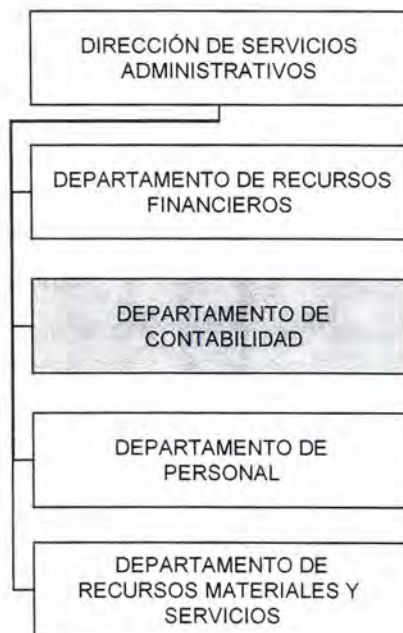 DIRECCIÓN DE SERVICIOS
ADMINISTRATIVOS
DEPARTAMENTO DE RECURSOS
FINANCIEROS
DEPARTAMENTO DE
CONTABILIDAD
DEPARTAMENTO DE
PERSONAL
DEPARTAMENTO DE
RECURSOS MATERIALES Y
SERVICIOS